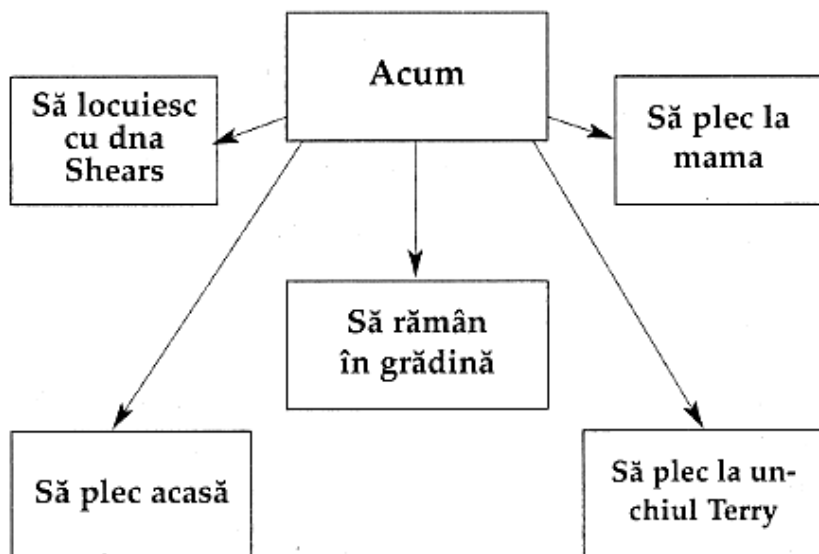 Acum
Să locuiesc
cu dna
Shears
Să plec la
mama
Să rămân
în grădină
Să plec acasă
Să plec la un-
chiul Terry